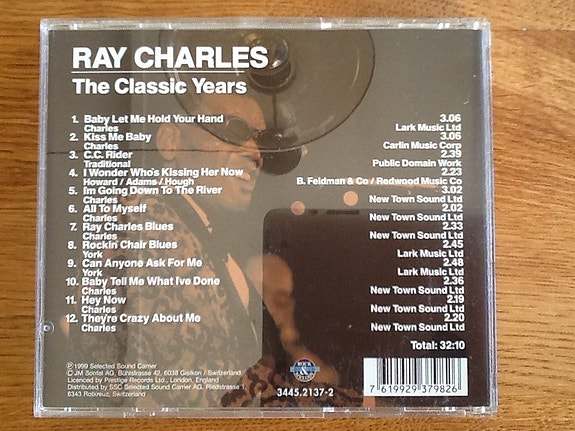 RAY CHARLES
The Classic Years
1. Baby Let Me Hold Your Hand 3.06
Charles Lark Music Ltd
2. Kiss Me Baby 3.06
Charles Carlin Music Corp
3. C.C. Rider 2.39
Traditional Public Domain Work
4. I Wonder Who's Kissing Her Now 2.23
Howard / Adams / Hough B. Feldman & Co / Redwood Music Co
5. I'm Going Down To The River 3.02
Charles New Town Sound Ltd
6. All To Myself 2.02
Charles New Town Sound Ltd
7. Ray Charles Blues 2.33
Charles New Town Sound Ltd
8. Rockin Chair Blues 2.45
York Lark Music Ltd
9. Can Anyone Ask For Me 2.48
York Lark Music Ltd
10. Baby Tell Me What I've Done 2.36
Charles New Town Sound Ltd
11. Hey Now 2.19
Charles New Town Sound Ltd
12. They're Crazy About Me 2.20
Charles New Town Sound Ltd
Total: 32:10
℗ 1999 Selected Sound Carrier
© JM Sontel AG, Bühlstrasse 42, 6038 Gisikon / Switzerland
Licenced by Prestige Records Ltd., London, England
Distributed by SSC Selected Sound Carrier AG, Riedstrasse 1,
6343 Rotkreuz, Switzerland
ROCK
&
3445.2137-2
7 619929 379826